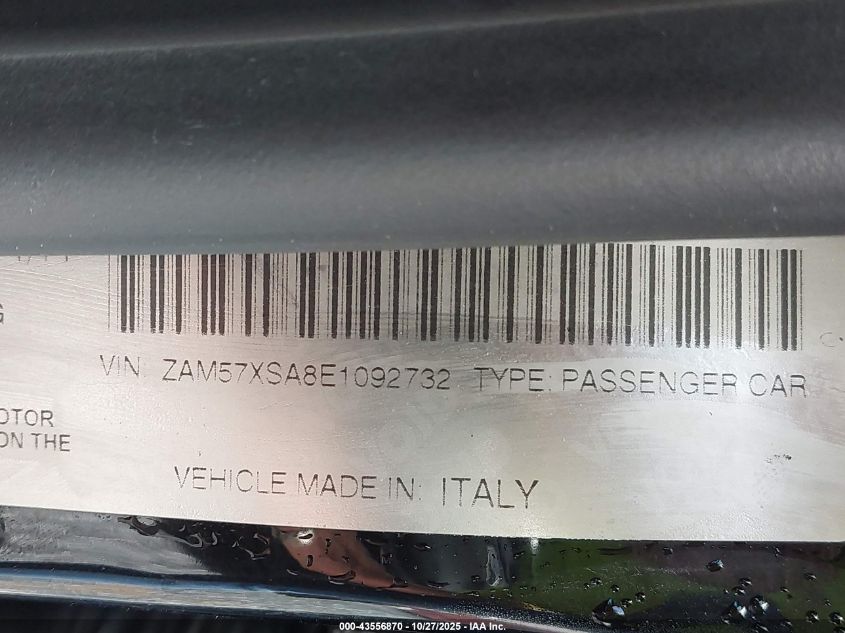 VIN: ZAM57XSA8E1092732 TYPE: PASSENGER CAR
OTOR
ON THE
VEHICLE MADE IN: ITALY
000-43556870 - 10/27/2025 - IAA Inc.